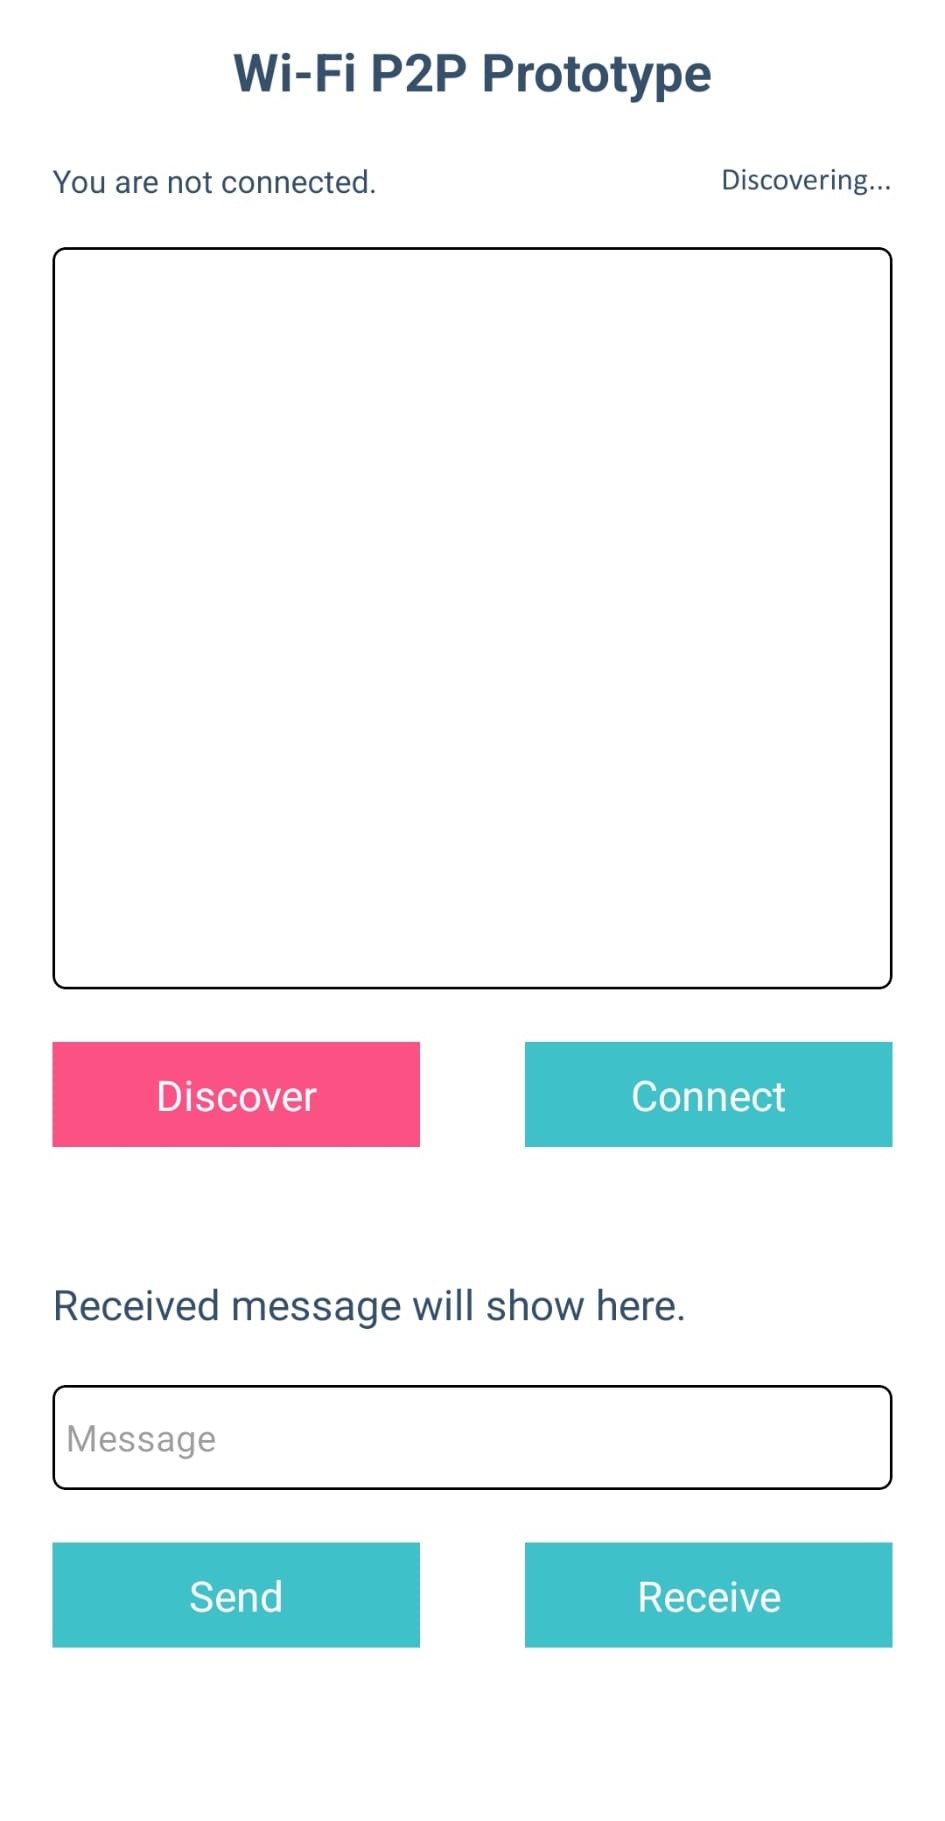 Wi-Fi P2P Prototype
You are not connected.
Discovering...
Discover
Connect
Received message will show here.
Message
Send
Receive